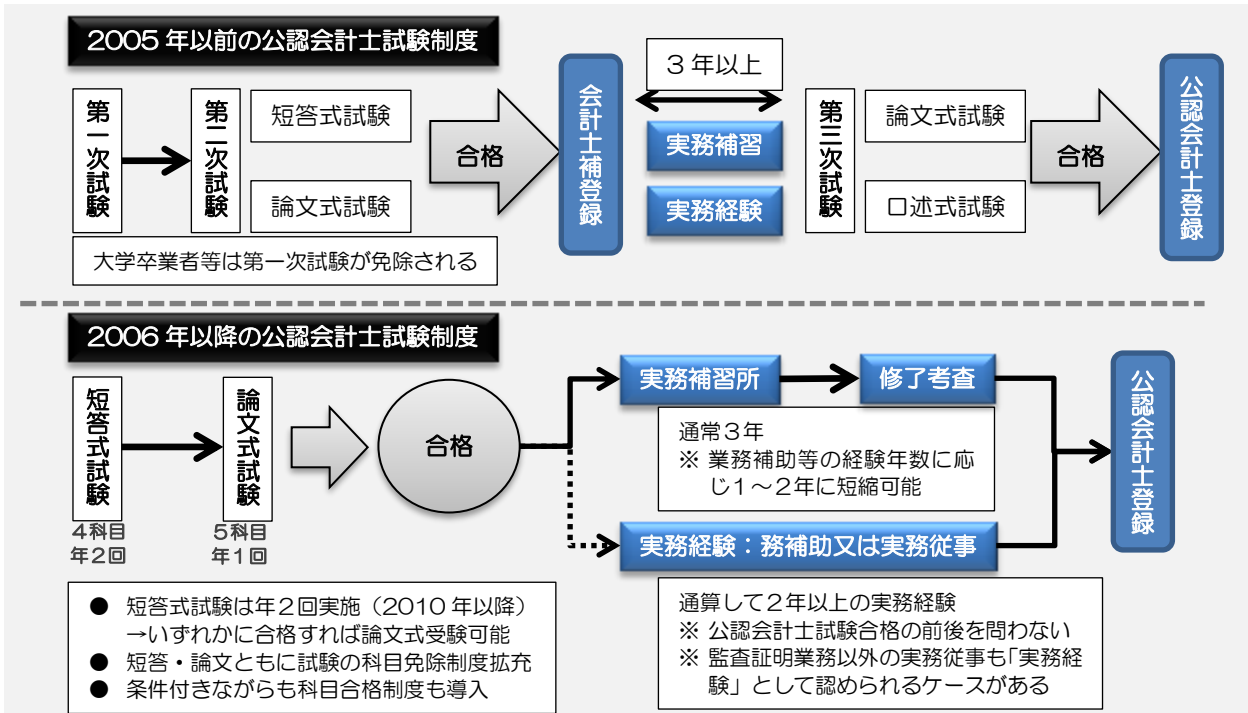 2005年以前の公認会計士試験制度
第一次試験
第二次試験
短答式試験
論文式試験
合格
会計士補登録
3年以上
実務補習
実務経験
第三次試験
論文式試験
口述式試験
合格
公認会計士登録
大学卒業者等は第一次試験が免除される
2006年以降の公認会計士試験制度
短答式試験
4科目
年2回
論文式試験
5科目
年1回
合格
実務補習所
修了考査
通常3年
※ 業務補助等の経験年数に応
じ1～2年に短縮可能
実務経験：務補助又は実務従事
通算して2年以上の実務経験
※ 公認会計士試験合格の前後を問わない
※ 監査証明業務以外の実務従事も「実務経
験」として認められるケースがある
公認会計士登録
● 短答式試験は年2回実施（2010年以降）
→いずれかに合格すれば論文式受験可能
● 短答・論文ともに試験の科目免除制度拡充
● 条件付きながらも科目合格制度も導入